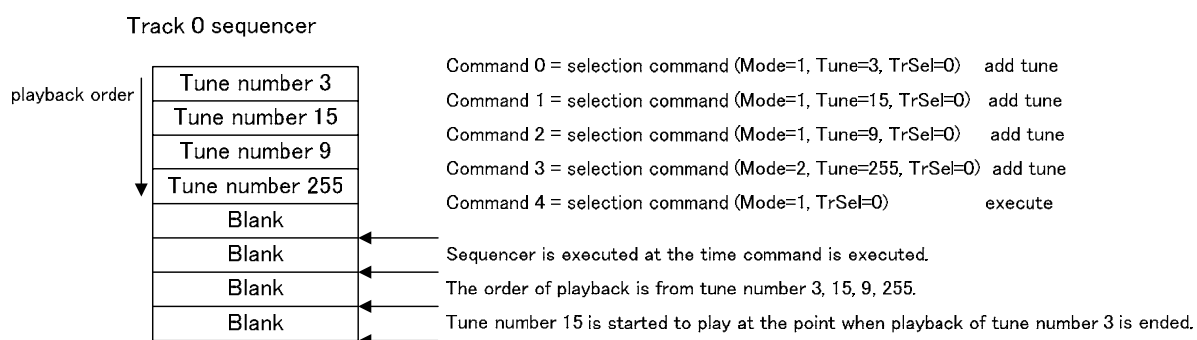 Track 0 sequencer
playback order
Tune number 3
Tune number 15
Tune number 9
Tune number 255
Blank
Blank
Blank
Blank
Command 0 = selection command (Mode=1, Tune=3, TrSel=0) add tune
Command 1 = selection command (Mode=1, Tune=15, TrSel=0) add tune
Command 2 = selection command (Mode=1, Tune=9, TrSel=0) add tune
Command 3 = selection command (Mode=2, Tune=255, TrSel=0) add tune
Command 4 = selection command (Mode=1, TrSel=0) execute
Sequencer is executed at the time command is executed.
The order of playback is from tune number 3, 15, 9, 255.
Tune number 15 is started to play at the point when playback of tune number 3 is ended.